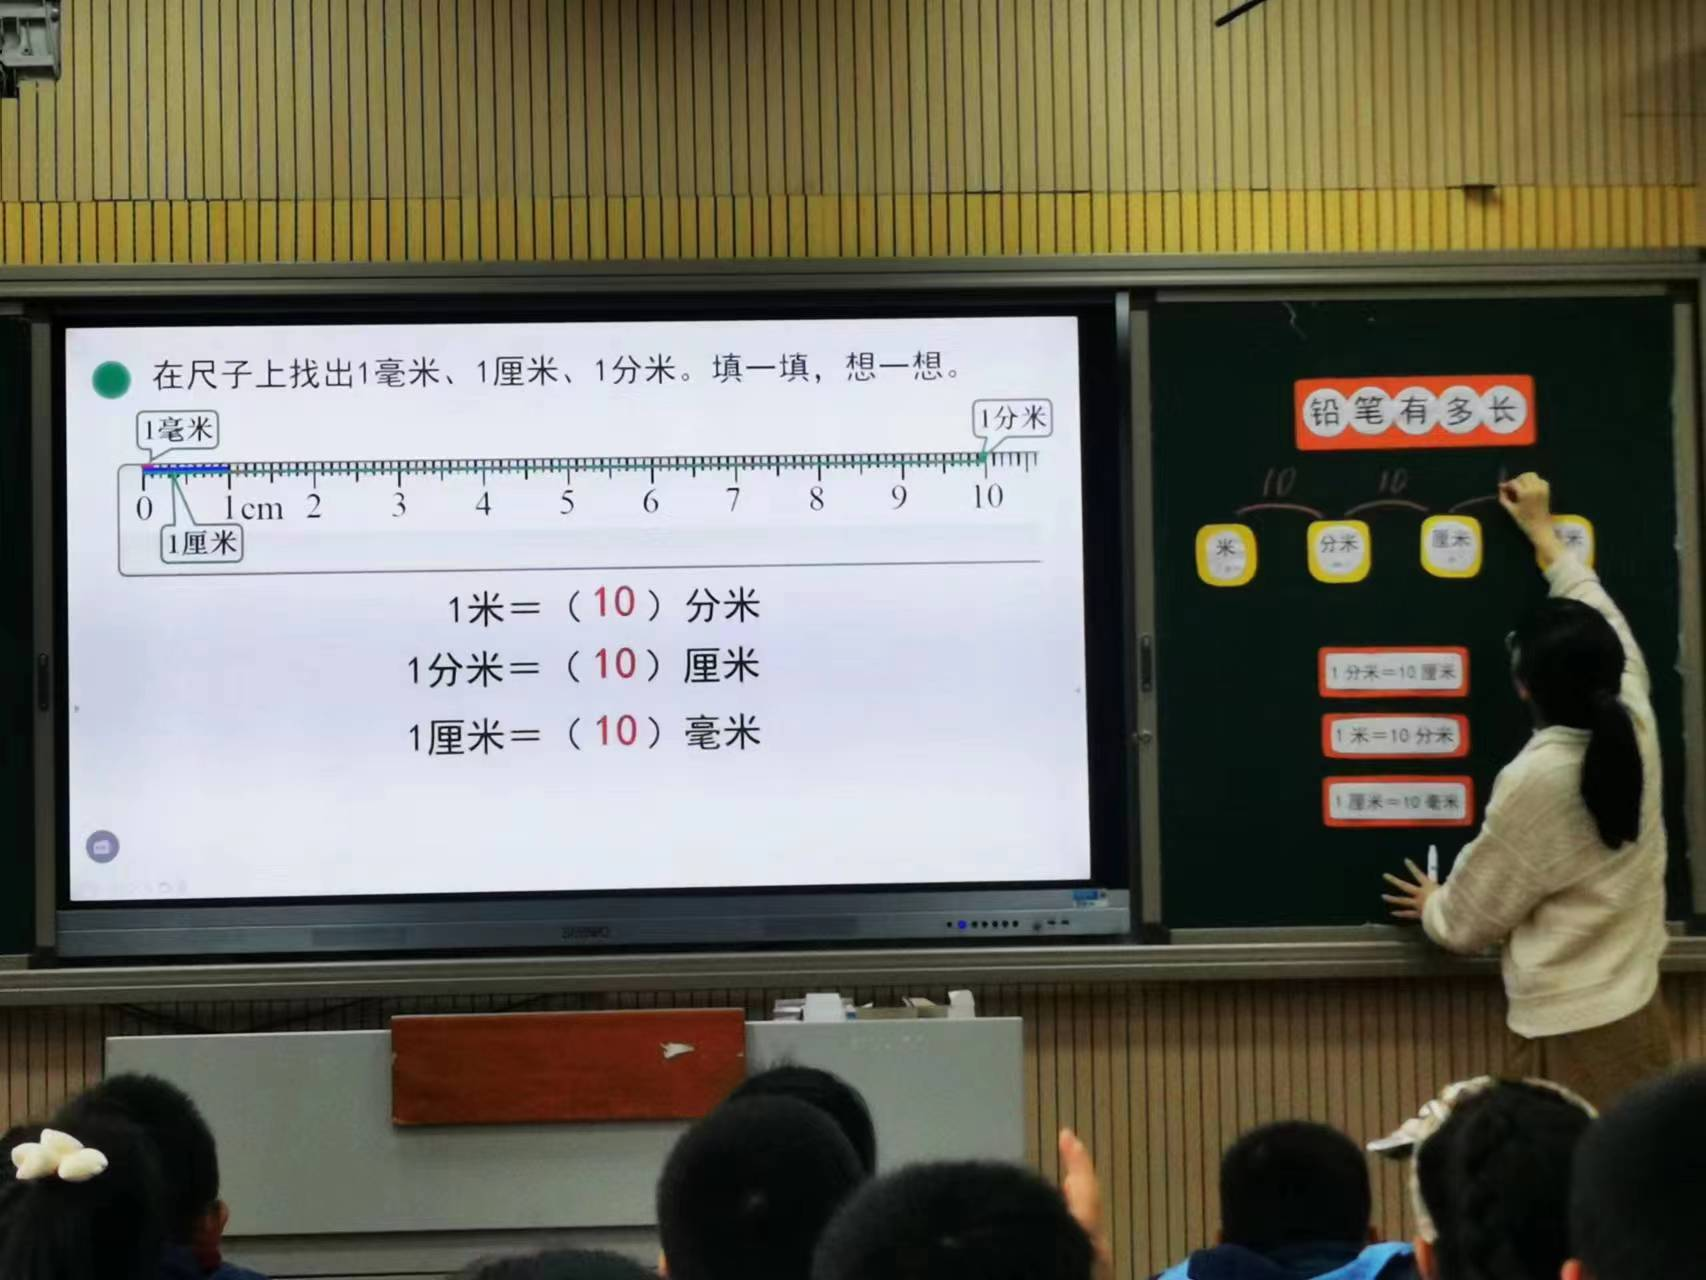 在尺子上找出1毫米、1厘米、1分米。填一填，想一想。
1毫米
1分米
0 1cm 2 3 4 5 6 7 8 9 10
1厘米
1米＝（10）分米
1分米＝（10）厘米
1厘米＝（10）毫米
铅笔有多长
10 10
米 分米 厘米 米
1分米＝10厘米
1米＝10分米
1厘米＝10毫米